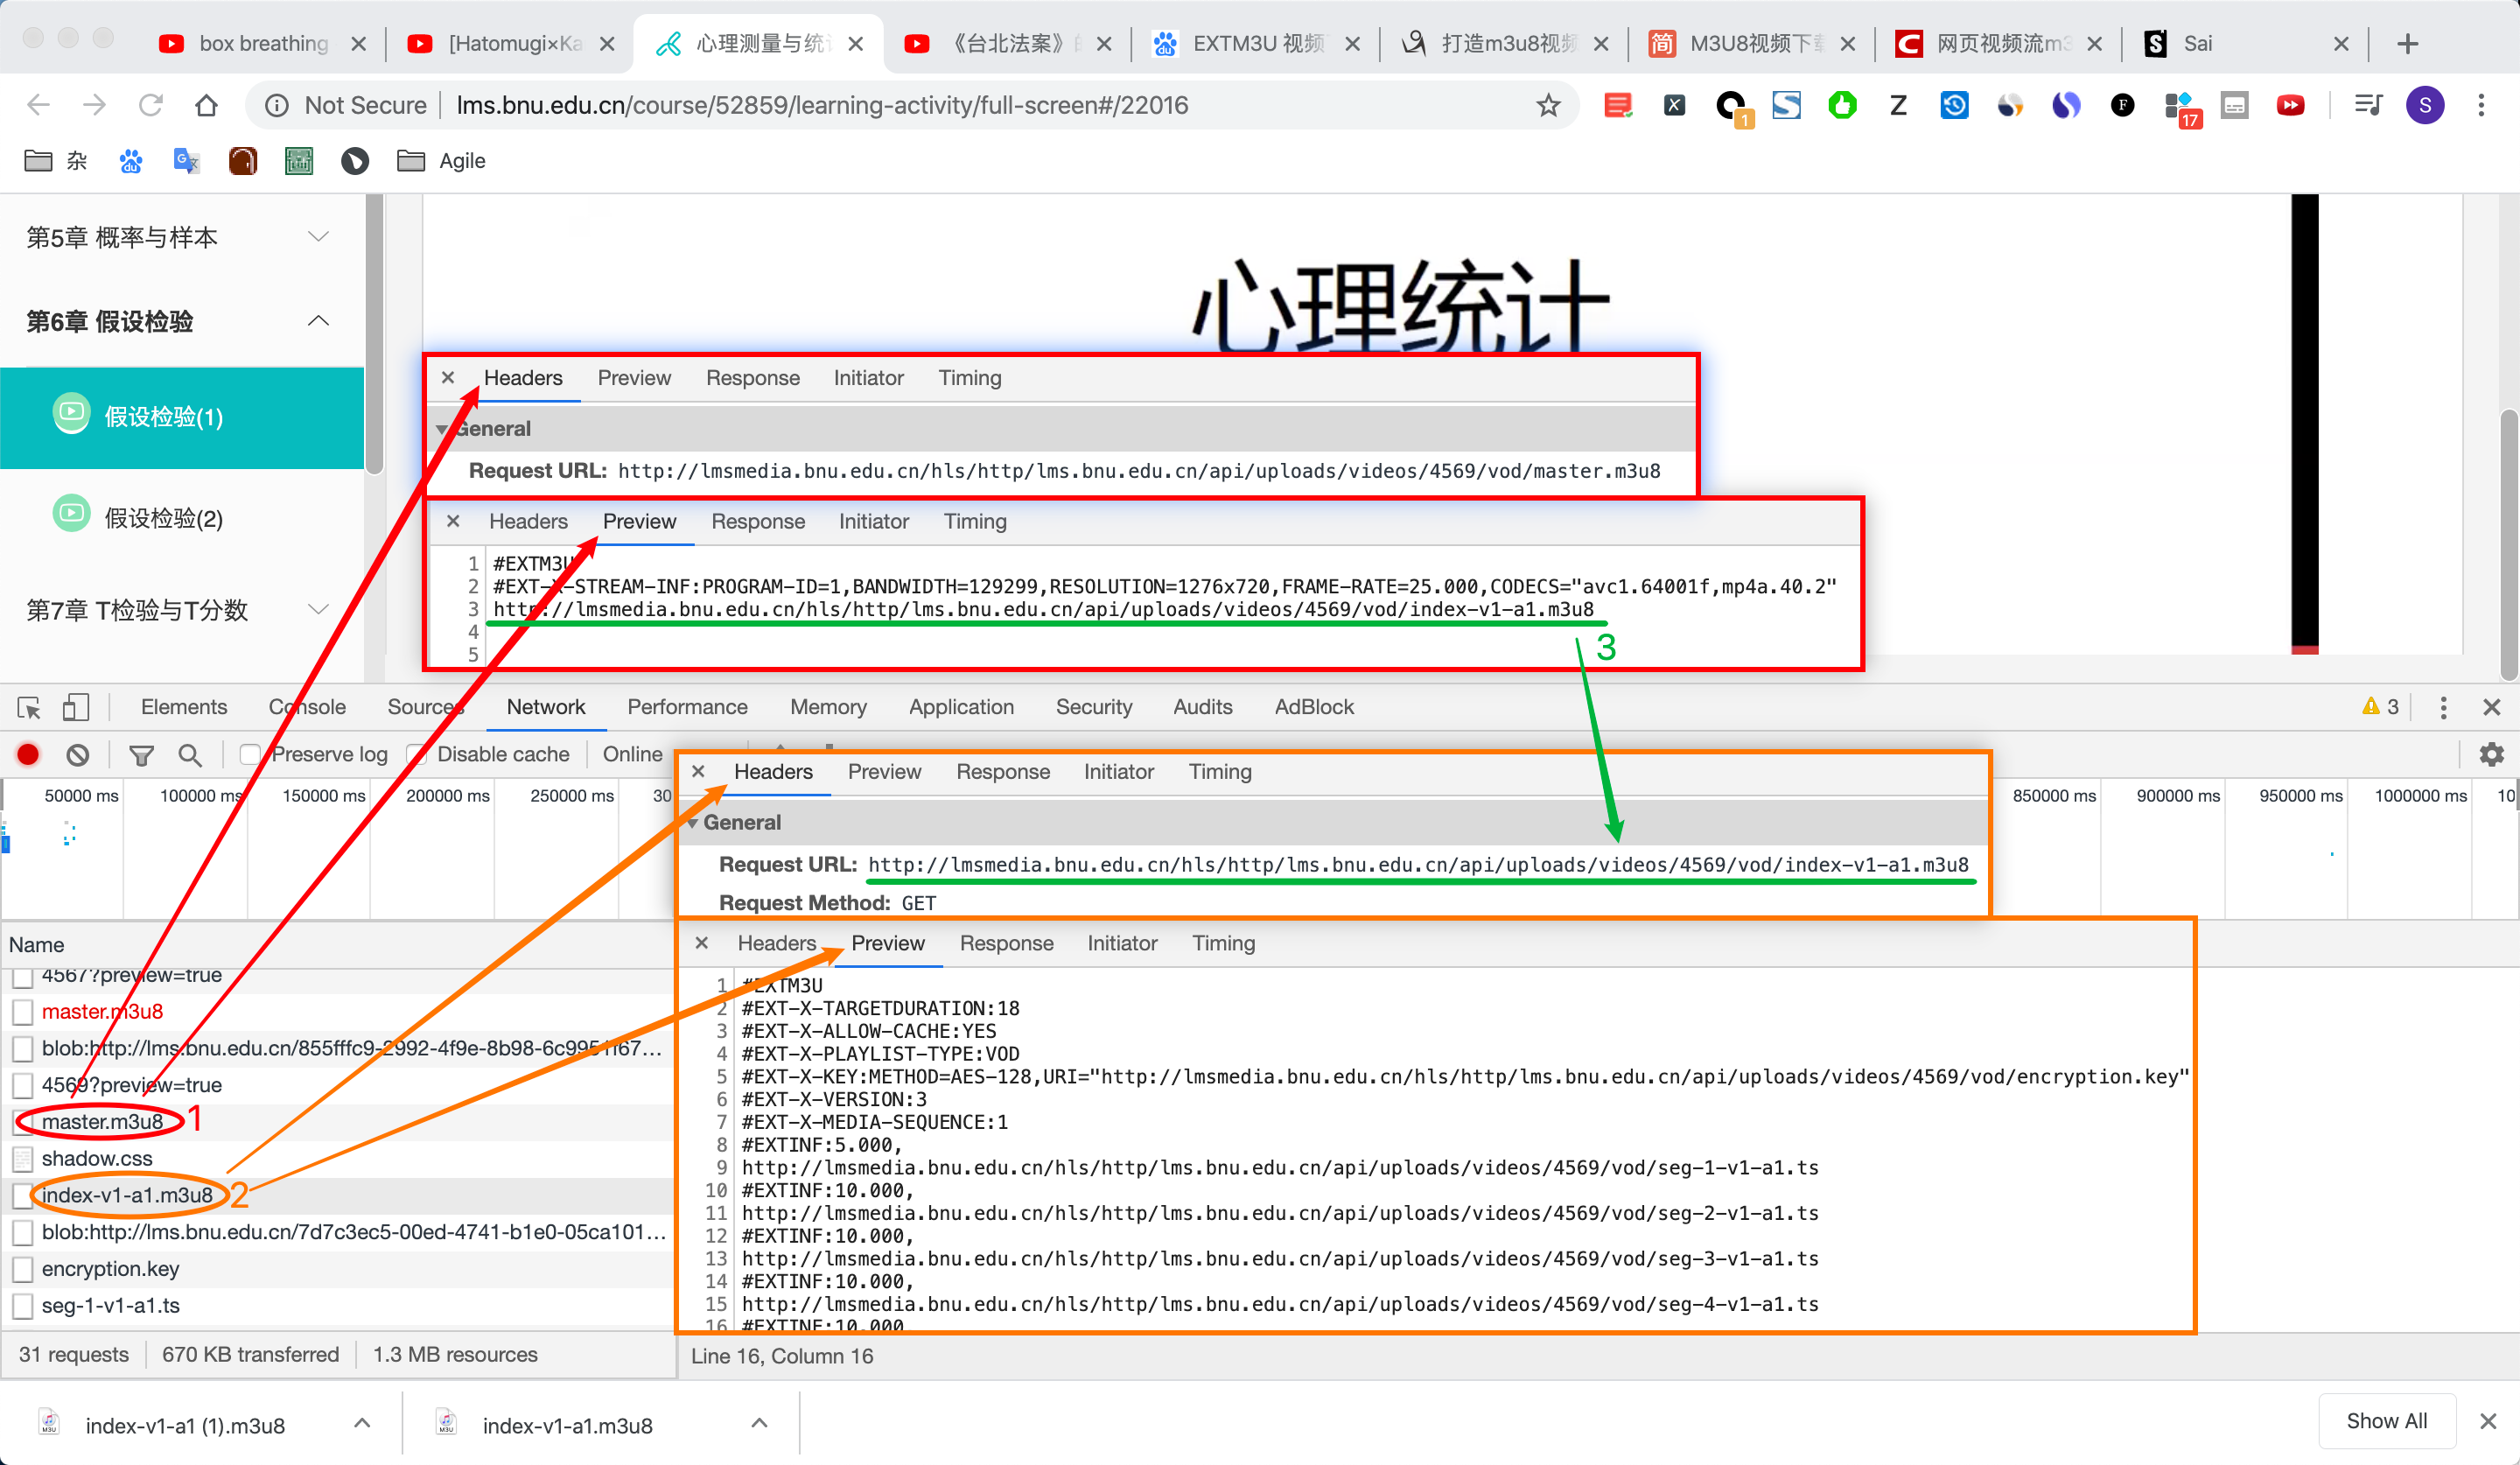 box breathing
[Hatomugi×Ka
心理测量与统
《台北法案》
EXTM3U 视频
打造m3u8视频
M3U8视频下
网页视频流m3
Sai
Not Secure
lms.bnu.edu.cn/course/52859/learning-activity/full-screen#/22016
1
17
S
杂
Agile
第5章 概率与样本
第6章 假设检验
假设检验(1)
假设检验(2)
第7章 T检验与T分数
心理统计
Headers Preview Response Initiator Timing
General
Request URL: http://lmsmedia.bnu.edu.cn/hls/http/lms.bnu.edu.cn/api/uploads/videos/4569/vod/master.m3u8
Headers Preview Response Initiator Timing
1 #EXTM3U
2 #EXT-X-STREAM-INF:PROGRAM-ID=1,BANDWIDTH=129299,RESOLUTION=1276x720,FRAME-RATE=25.000,CODECS="avc1.64001f,mp4a.40.2"
3 http://lmsmedia.bnu.edu.cn/hls/http/lms.bnu.edu.cn/api/uploads/videos/4569/vod/index-v1-a1.m3u8
4
5
3
Elements Console Sources Network Performance Memory Application Security Audits AdBlock
3
Preserve log Disable cache Online
50000 ms 100000 ms 150000 ms 200000 ms 250000 ms 30 850000 ms 900000 ms 950000 ms 1000000 ms 10
Headers Preview Response Initiator Timing
General
Request URL: http://lmsmedia.bnu.edu.cn/hls/http/lms.bnu.edu.cn/api/uploads/videos/4569/vod/index-v1-a1.m3u8
Request Method: GET
Name
4567?preview=true
master.m3u8
blob:http://lms.bnu.edu.cn/855fffc9-2992-4f9e-8b98-6c9951f67…
4569?preview=true
master.m3u8
1
shadow.css
index-v1-a1.m3u8
2
blob:http://lms.bnu.edu.cn/7d7c3ec5-00ed-4741-b1e0-05ca101…
encryption.key
seg-1-v1-a1.ts
Headers Preview Response Initiator Timing
1 #EXTM3U
2 #EXT-X-TARGETDURATION:18
3 #EXT-X-ALLOW-CACHE:YES
4 #EXT-X-PLAYLIST-TYPE:VOD
5 #EXT-X-KEY:METHOD=AES-128,URI="http://lmsmedia.bnu.edu.cn/hls/http/lms.bnu.edu.cn/api/uploads/videos/4569/vod/encryption.key"
6 #EXT-X-VERSION:3
7 #EXT-X-MEDIA-SEQUENCE:1
8 #EXTINF:5.000,
9 http://lmsmedia.bnu.edu.cn/hls/http/lms.bnu.edu.cn/api/uploads/videos/4569/vod/seg-1-v1-a1.ts
10 #EXTINF:10.000,
11 http://lmsmedia.bnu.edu.cn/hls/http/lms.bnu.edu.cn/api/uploads/videos/4569/vod/seg-2-v1-a1.ts
12 #EXTINF:10.000,
13 http://lmsmedia.bnu.edu.cn/hls/http/lms.bnu.edu.cn/api/uploads/videos/4569/vod/seg-3-v1-a1.ts
14 #EXTINF:10.000,
15 http://lmsmedia.bnu.edu.cn/hls/http/lms.bnu.edu.cn/api/uploads/videos/4569/vod/seg-4-v1-a1.ts
16 #EXTINF:10.000
31 requests 670 KB transferred 1.3 MB resources
Line 16, Column 16
index-v1-a1 (1).m3u8
index-v1-a1.m3u8
Show All